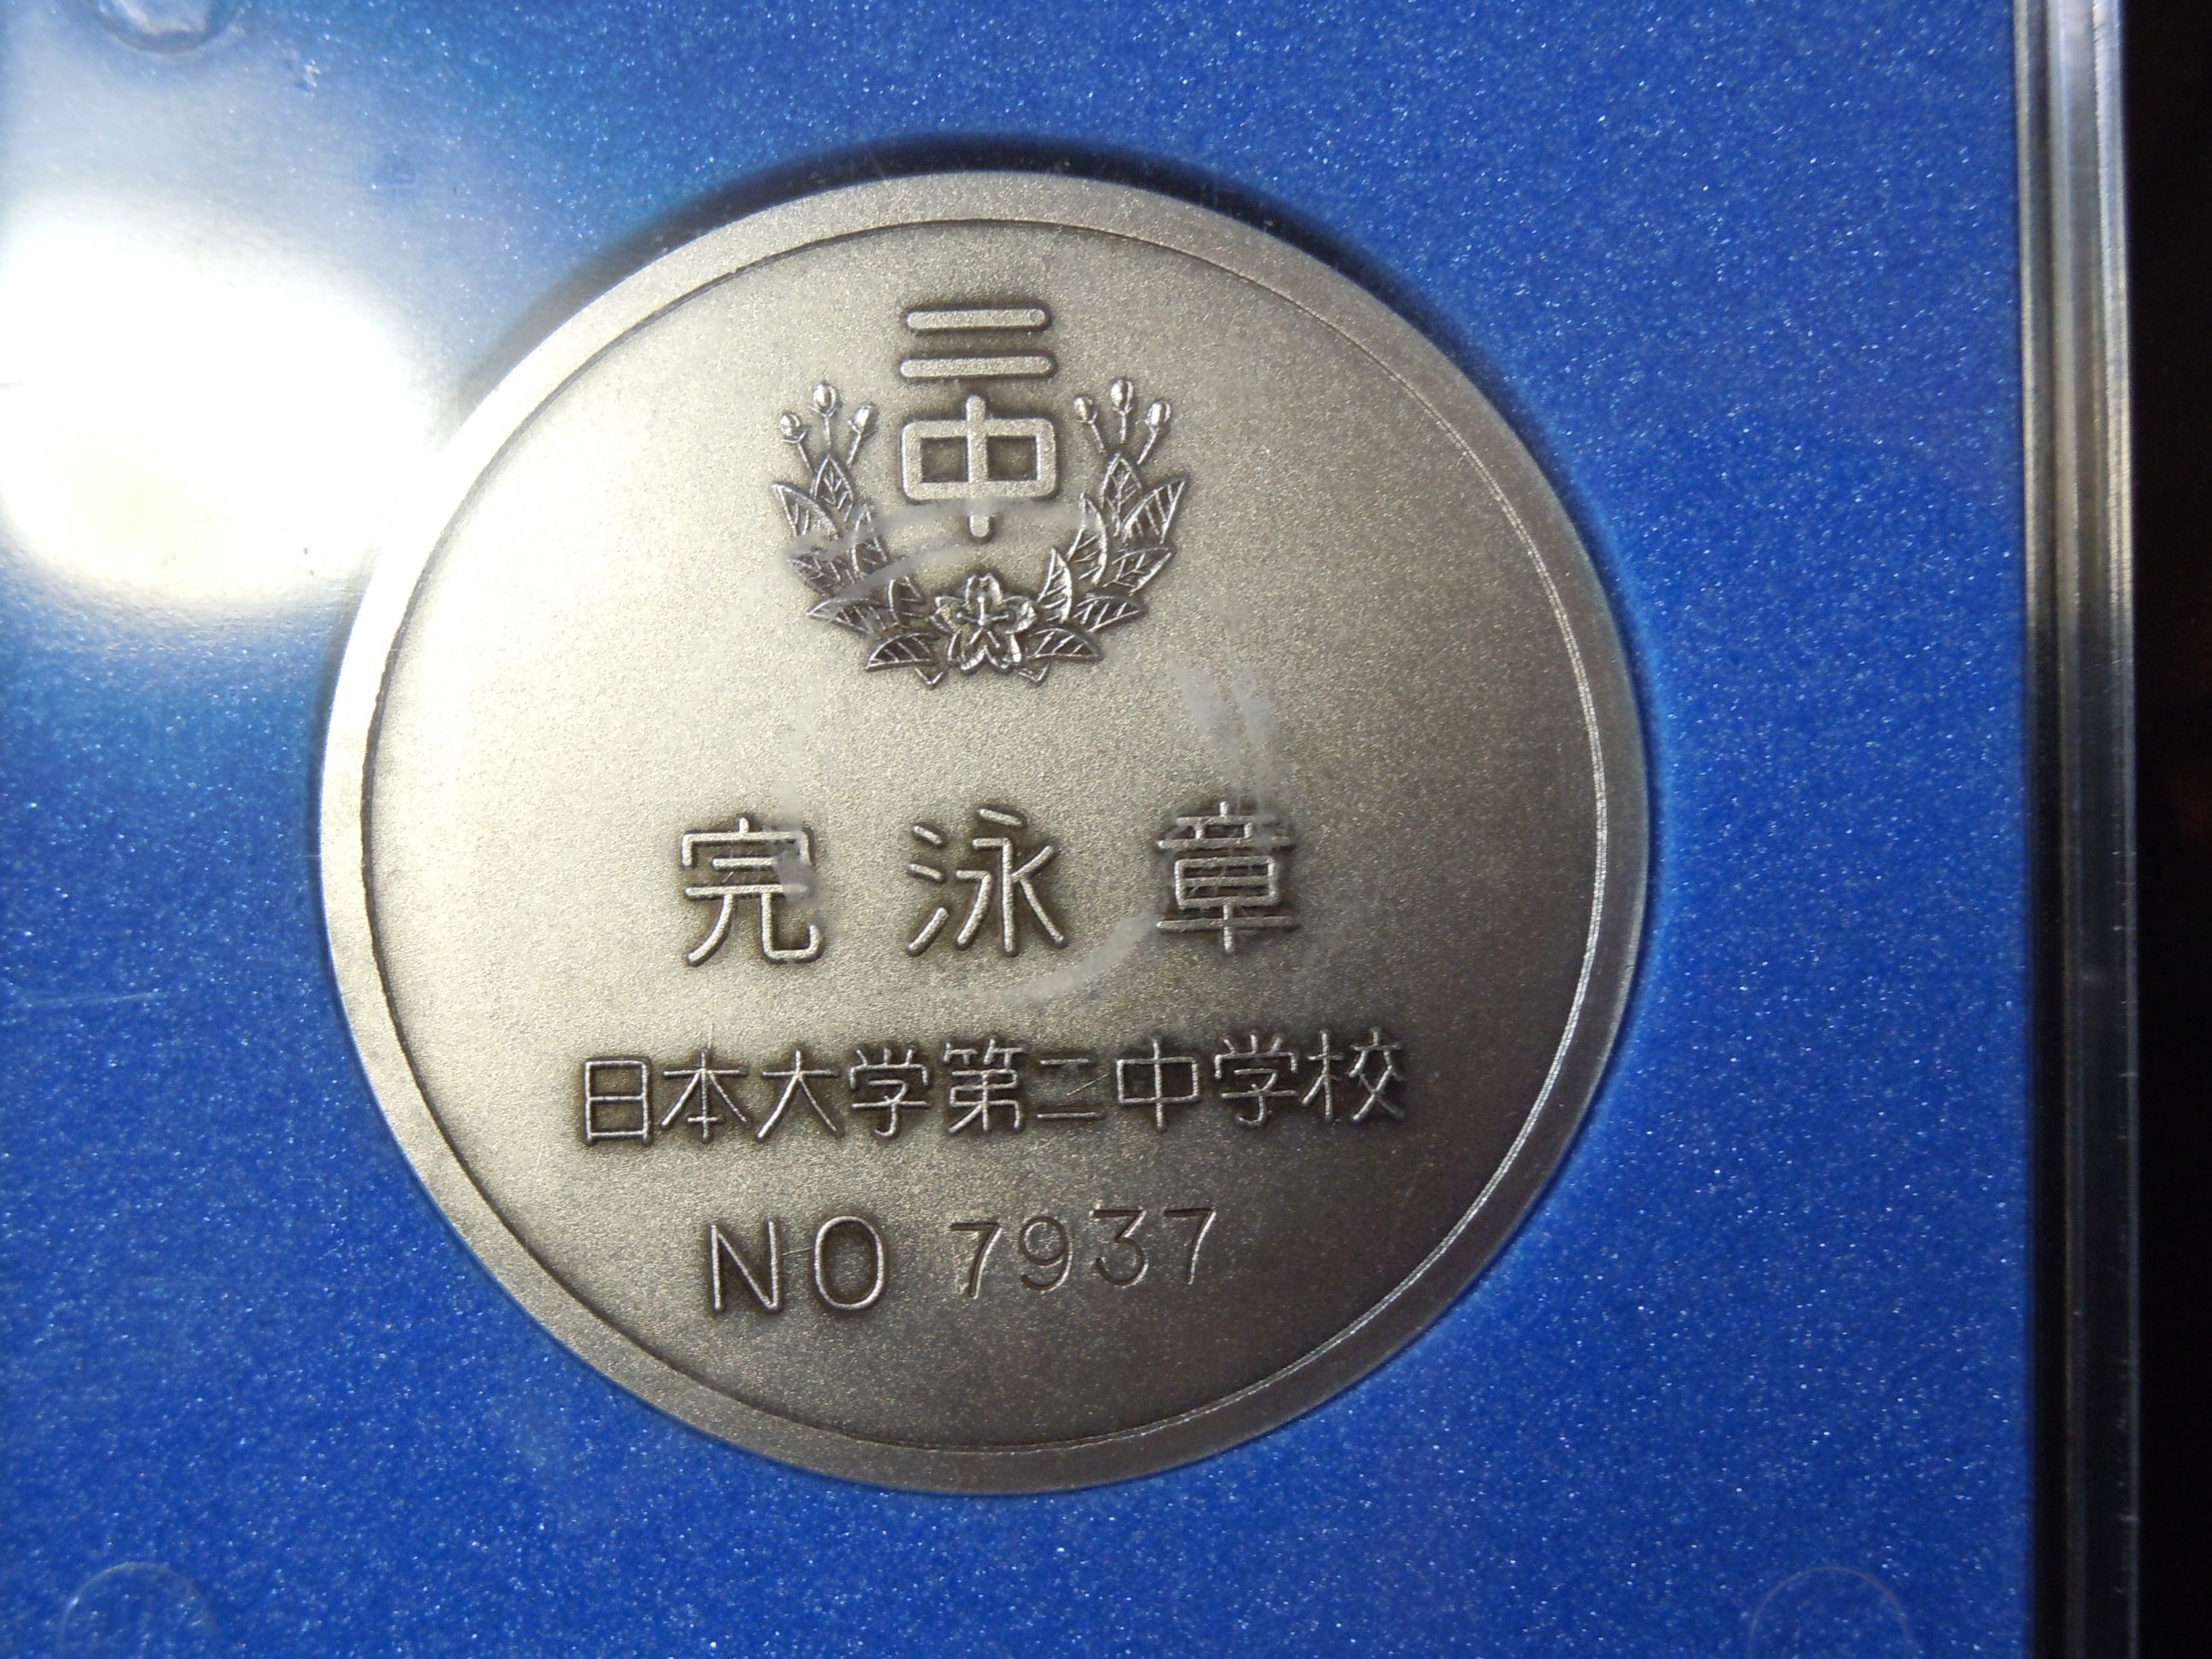 二
中
完泳章
日本大学第二中学校
NO 7937